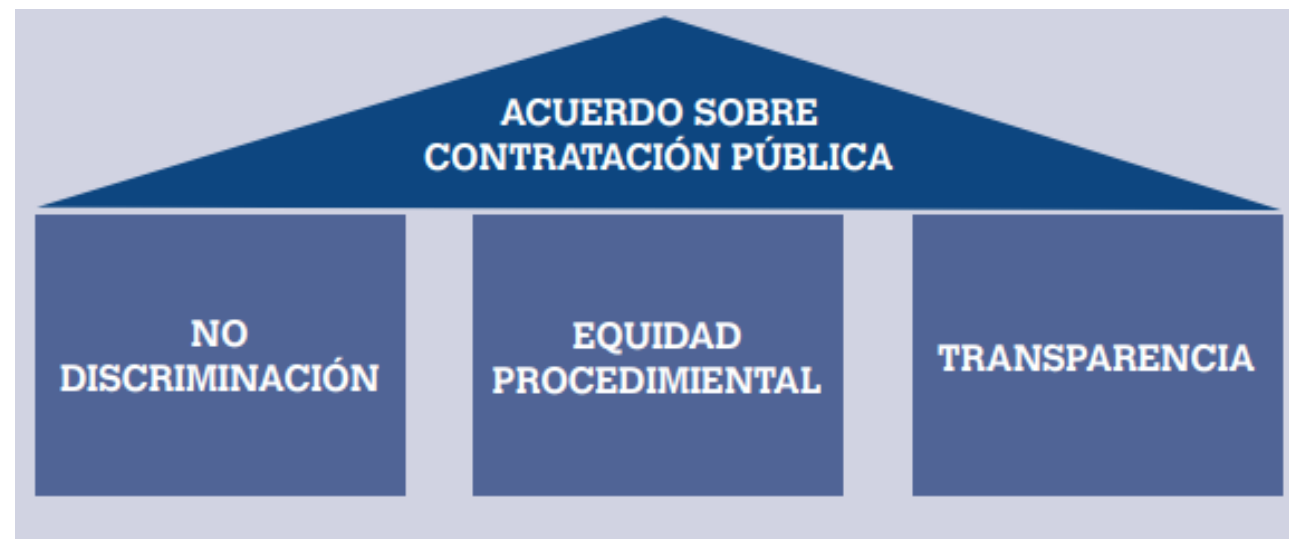 ACUERDO SOBRE
CONTRATACIÓN PÚBLICA
NO
DISCRIMINACIÓN
EQUIDAD
PROCEDIMIENTAL
TRANSPARENCIA